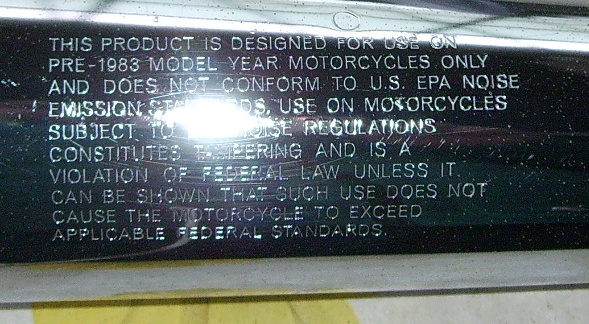 THIS PRODUCT IS DESIGNED FOR USE ON
PRE-1983 MODEL YEAR MOTORCYCLES ONLY
AND DOES NOT CONFORM TO U.S. EPA NOISE
EMISSION STANDARDS. USE ON MOTORCYCLES
SUBJECT TO NOISE REGULATIONS
CONSTITUTES TAMPERING AND IS A
VIOLATION OF FEDERAL LAW UNLESS IT
CAN BE SHOWN THAT SUCH USE DOES NOT
CAUSE THE MOTORCYCLE TO EXCEED
APPLICABLE FEDERAL STANDARDS.